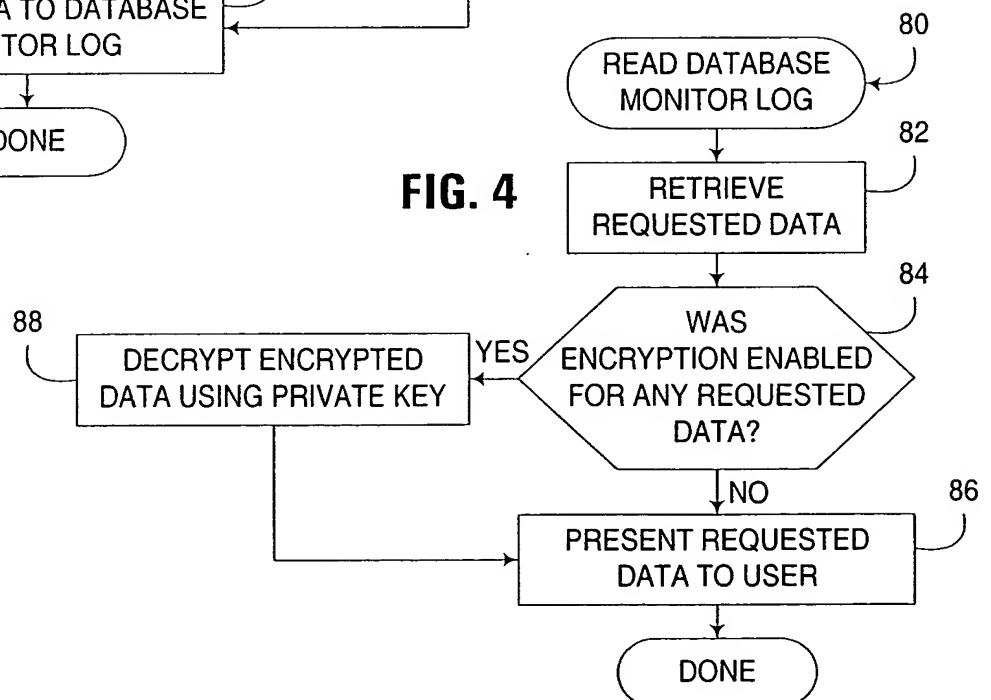 A TO DATABASE
TOR LOG
DONE
FIG. 4
80
READ DATABASE
MONITOR LOG
82
RETRIEVE
REQUESTED DATA
84
WAS
ENCRYPTION ENABLED
FOR ANY REQUESTED
DATA?
YES
88
DECRYPT ENCRYPTED
DATA USING PRIVATE KEY
NO
86
PRESENT REQUESTED
DATA TO USER
DONE